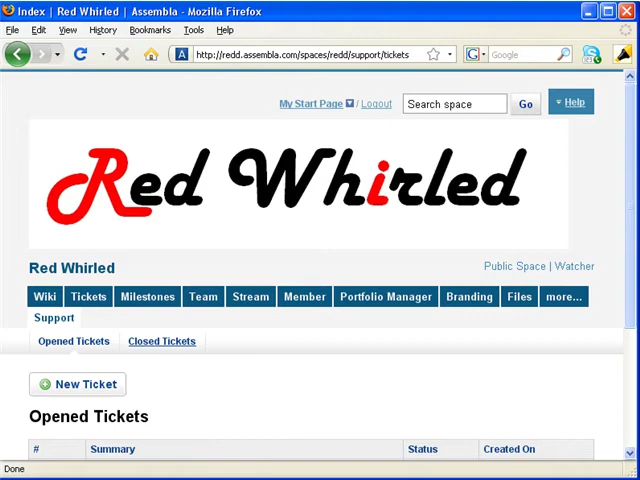 Index | Red Whirled | Assembla - Mozilla Firefox
File Edit View History Bookmarks Tools Help
A http://redd.assembla.com/spaces/redd/support/tickets G Google
My Start Page / Logout Search space Go Help
Red Whirled
Red Whirled Public Space | Watcher
Wiki Tickets Milestones Team Stream Member Portfolio Manager Branding Files more...
Support
Opened Tickets Closed Tickets
New Ticket
Opened Tickets
# Summary Status Created On
Done